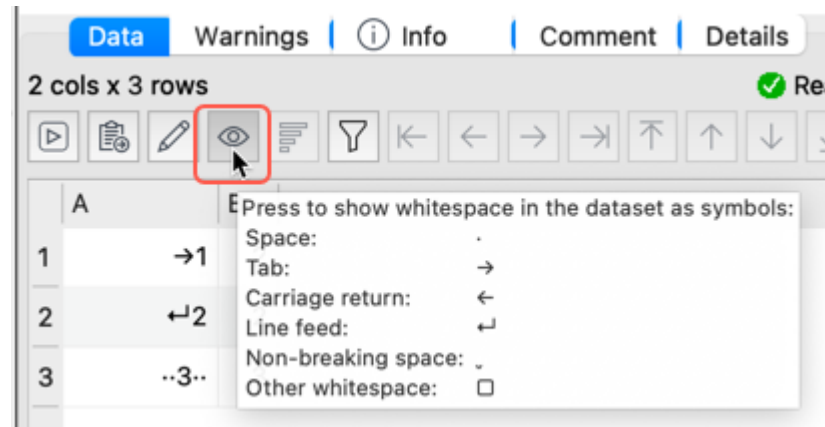 Data Warnings Info Comment Details
2 cols x 3 rows
A
Press to show whitespace in the dataset as symbols:
Space: ·
Tab: →
Carriage return: ←
Line feed: ↵
Non-breaking space: ˬ
Other whitespace: □
1 →1
2 ↵2
3 ··3··